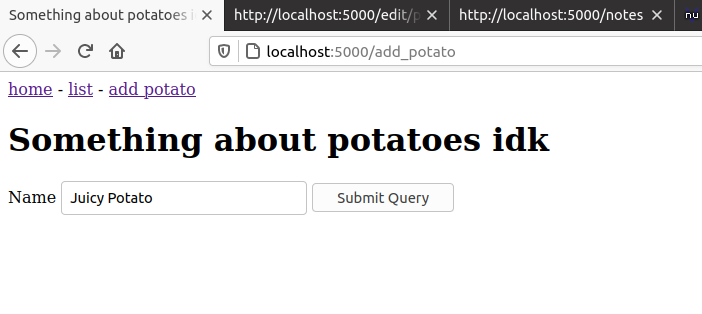 Something about potatoes i http://localhost:5000/edit/p http://localhost:5000/notes nu
localhost:5000/add_potato
home - list - add potato
Something about potatoes idk
Name Juicy Potato Submit Query